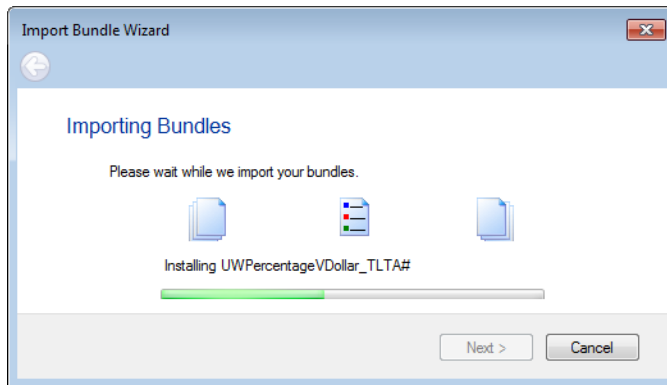 Import Bundle Wizard
Importing Bundles
Please wait while we import your bundles.
Installing UWPercentageVDollar_TLTA#
Next >
Cancel